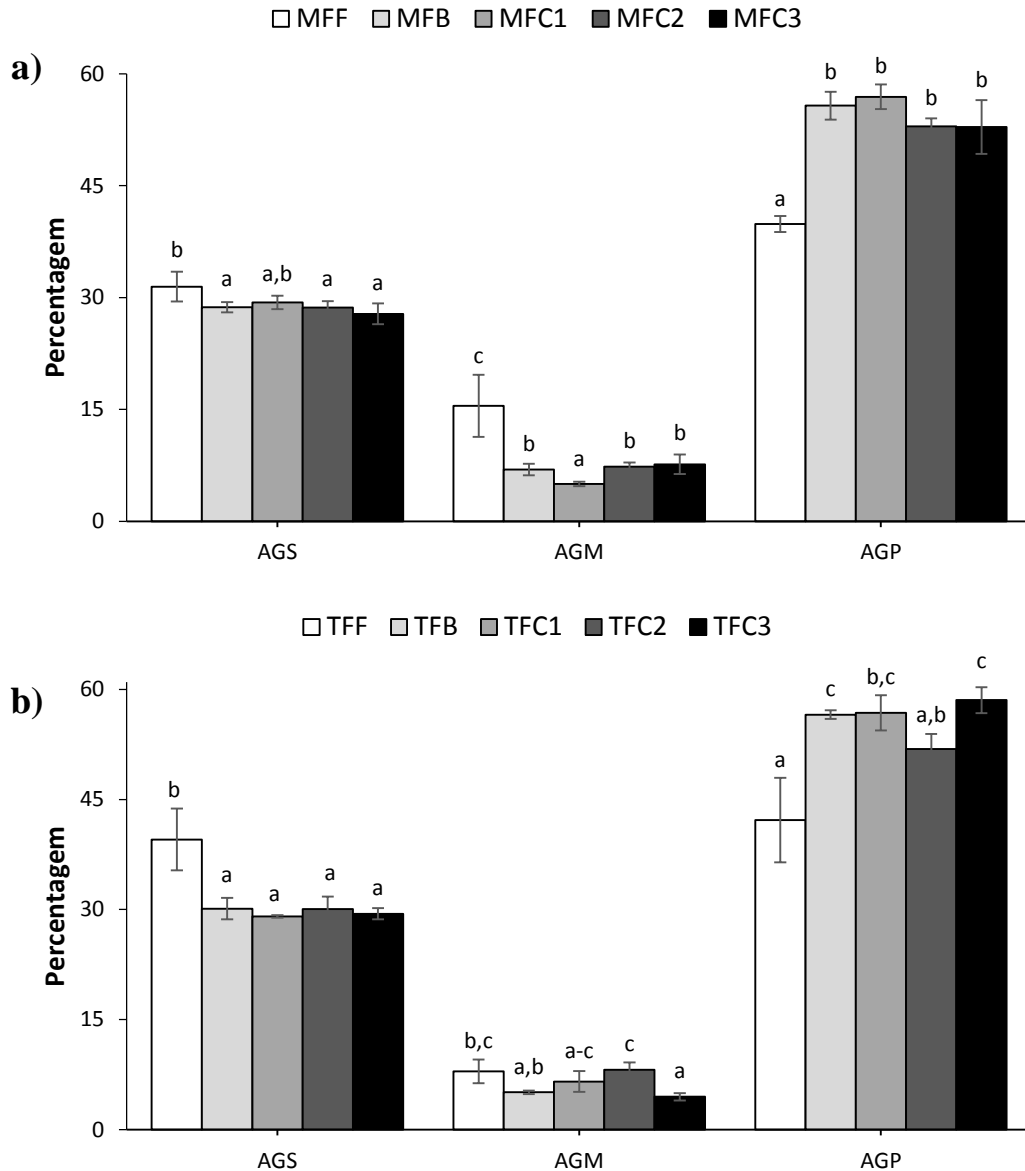 MFF MFB MFC1 MFC2 MFC3
a)
Percentagem
60
45
30
15
0
b a a,b a a
c b a b b
a b b b b
AGS AGM AGP
TFF TFB TFC1 TFC2 TFC3
b)
Percentagem
60
45
30
15
0
b a a a a
b,c a,b a-c c a
a c b,c a,b c
AGS AGM AGP